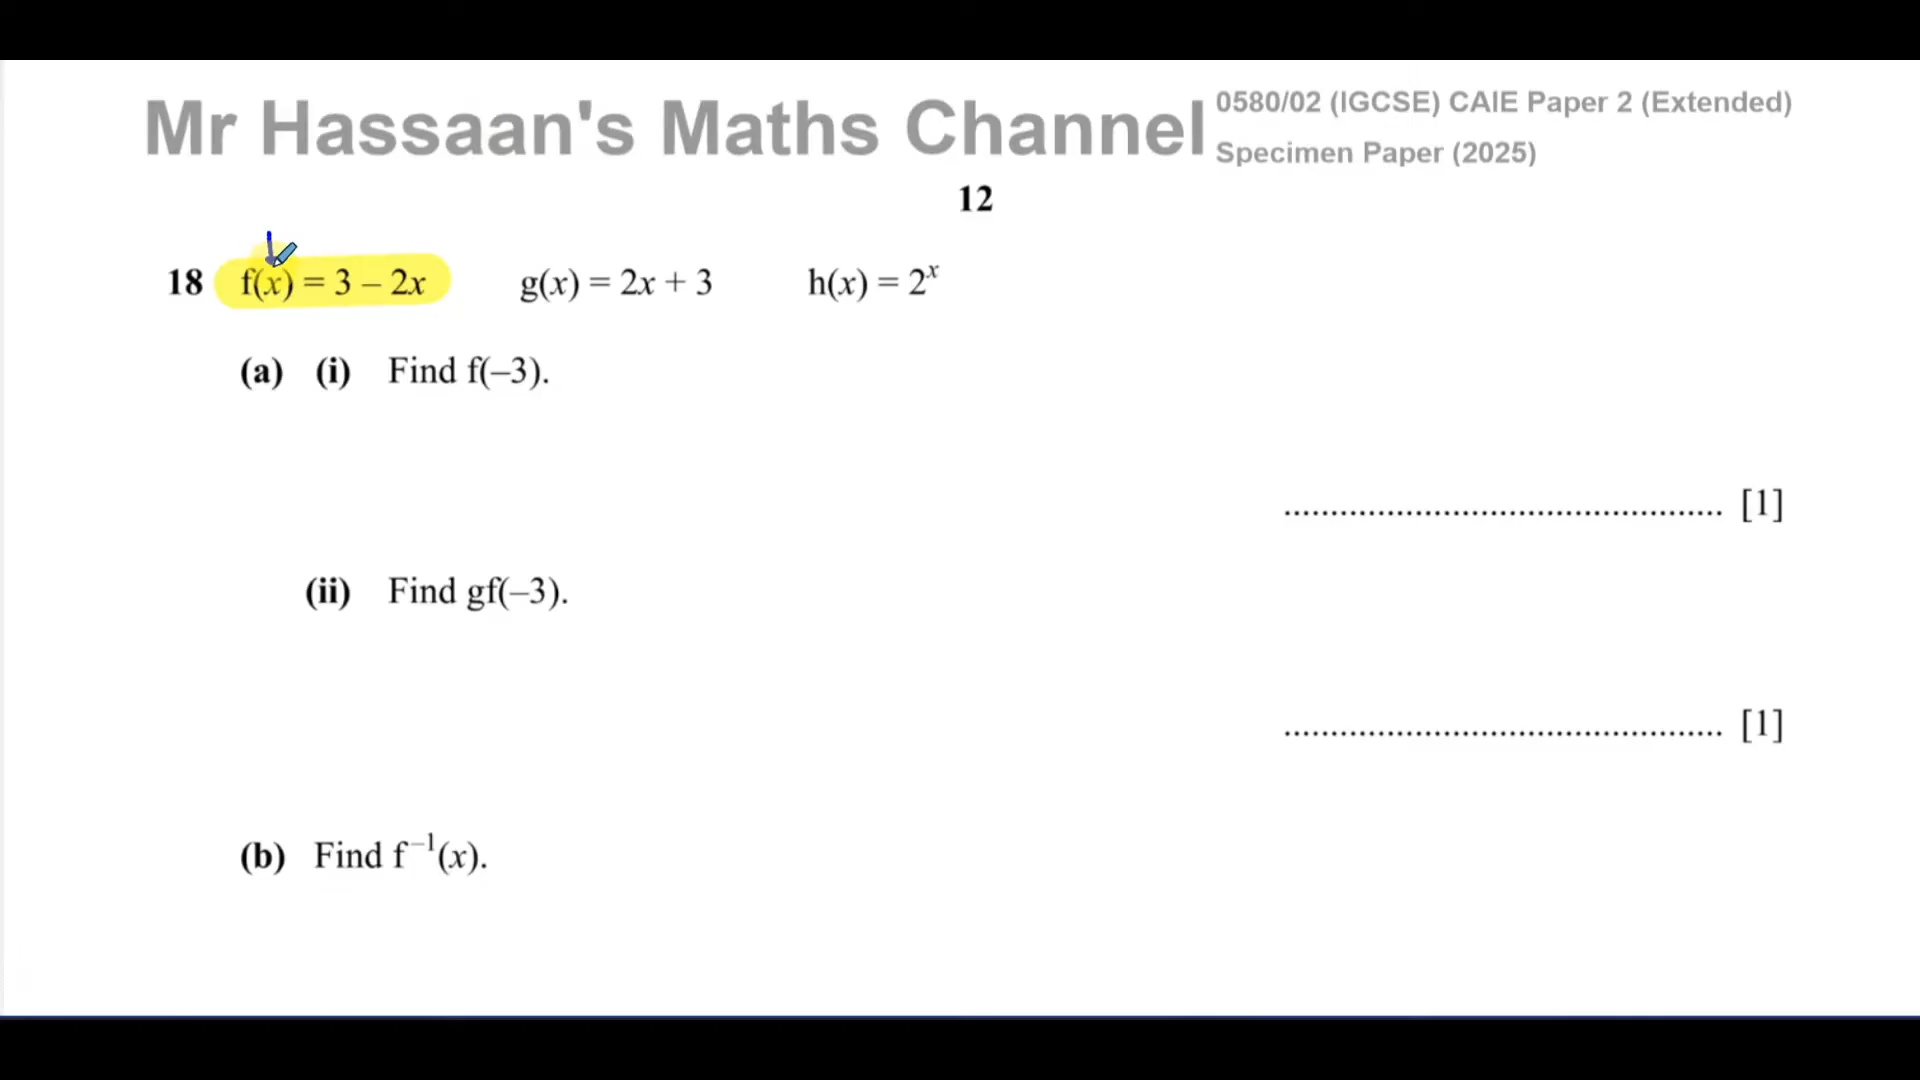 Mr Hassaan's Maths Channel
0580/02 (IGCSE) CAIE Paper 2 (Extended)
Specimen Paper (2025)
12
18 f(x) = 3 – 2x g(x) = 2x + 3 h(x) = 2ˣ
(a) (i) Find f(–3).
................................................ [1]
(ii) Find gf(–3).
................................................ [1]
(b) Find f⁻¹(x).